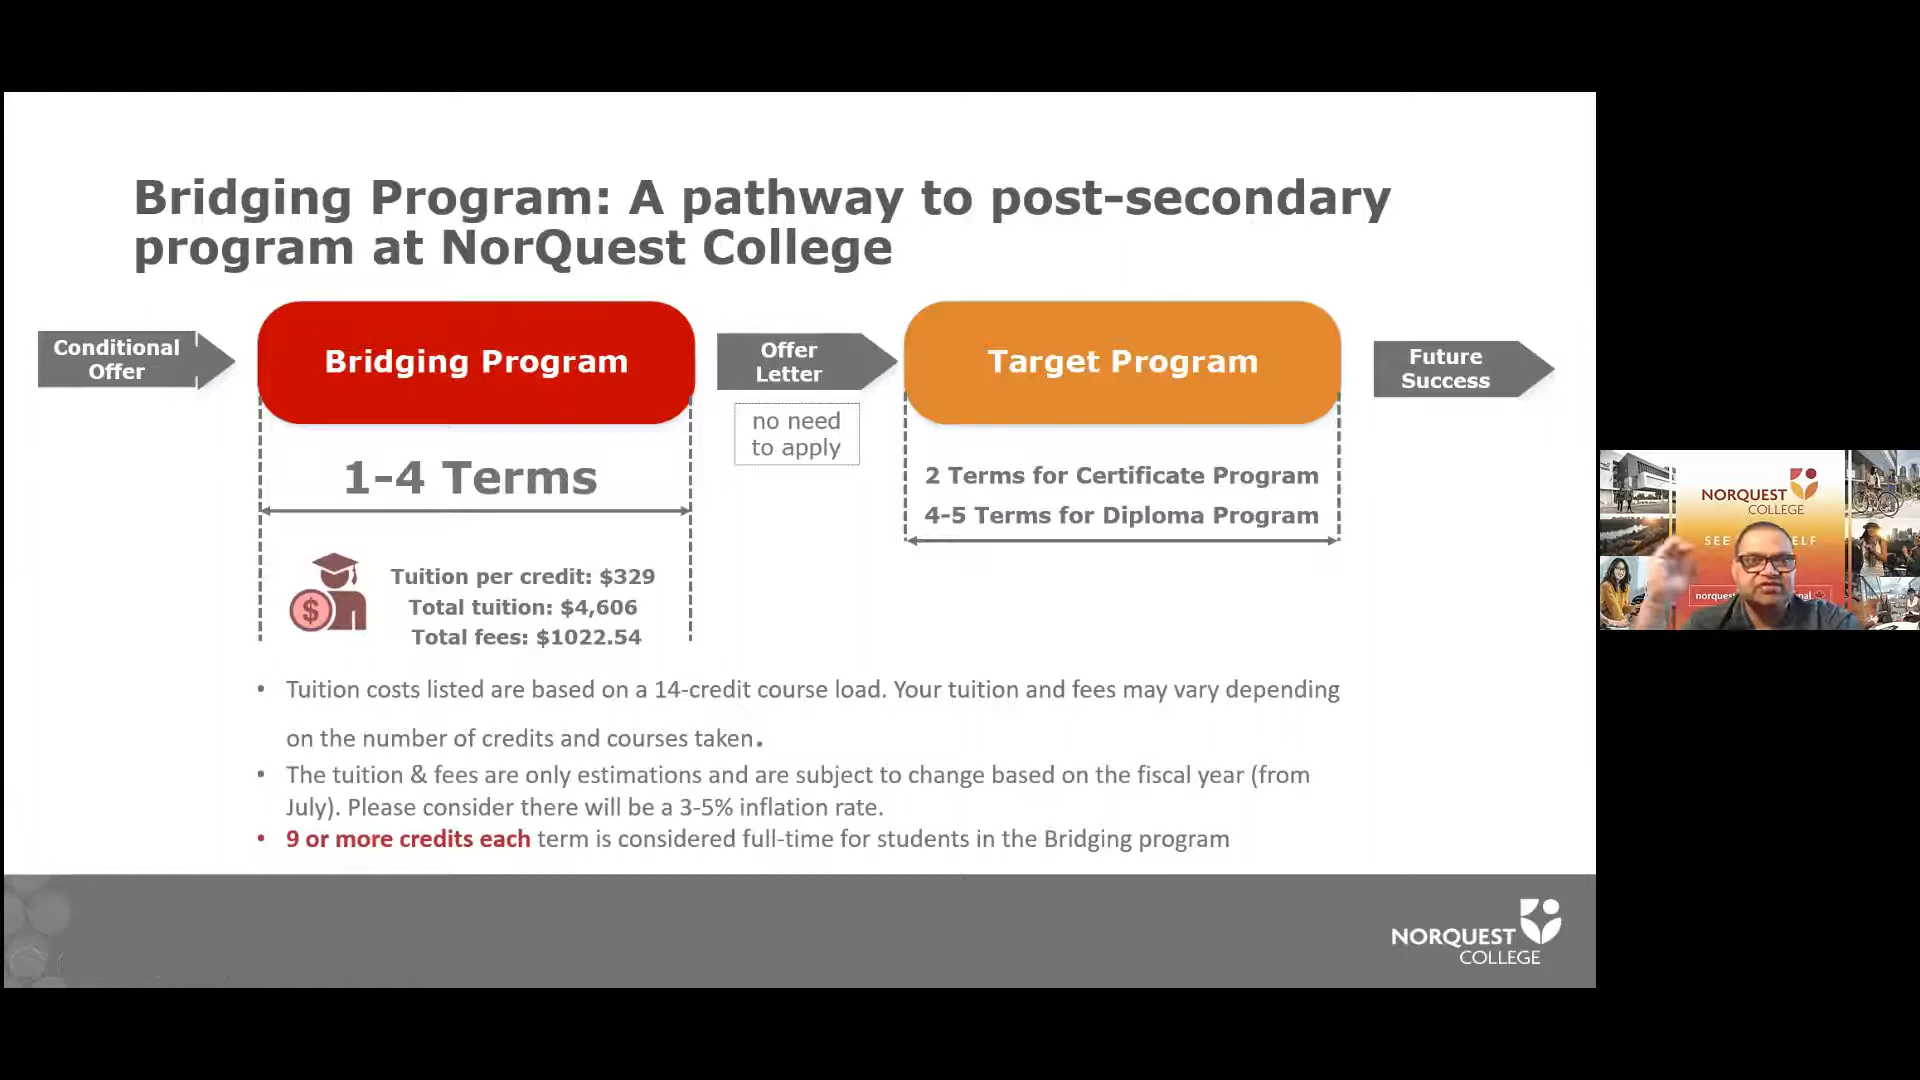 Bridging Program: A pathway to post-secondary
program at NorQuest College
Conditional
Offer
Bridging Program
Offer
Letter
no need
to apply
Target Program
Future
Success
1-4 Terms
2 Terms for Certificate Program
4-5 Terms for Diploma Program
$
Tuition per credit: $329
Total tuition: $4,606
Total fees: $1022.54
• Tuition costs listed are based on a 14-credit course load. Your tuition and fees may vary depending
on the number of credits and courses taken.
• The tuition & fees are only estimations and are subject to change based on the fiscal year (from
July). Please consider there will be a 3-5% inflation rate.
• 9 or more credits each term is considered full-time for students in the Bridging program
NORQUEST
COLLEGE
NORQUEST
COLLEGE
SEE